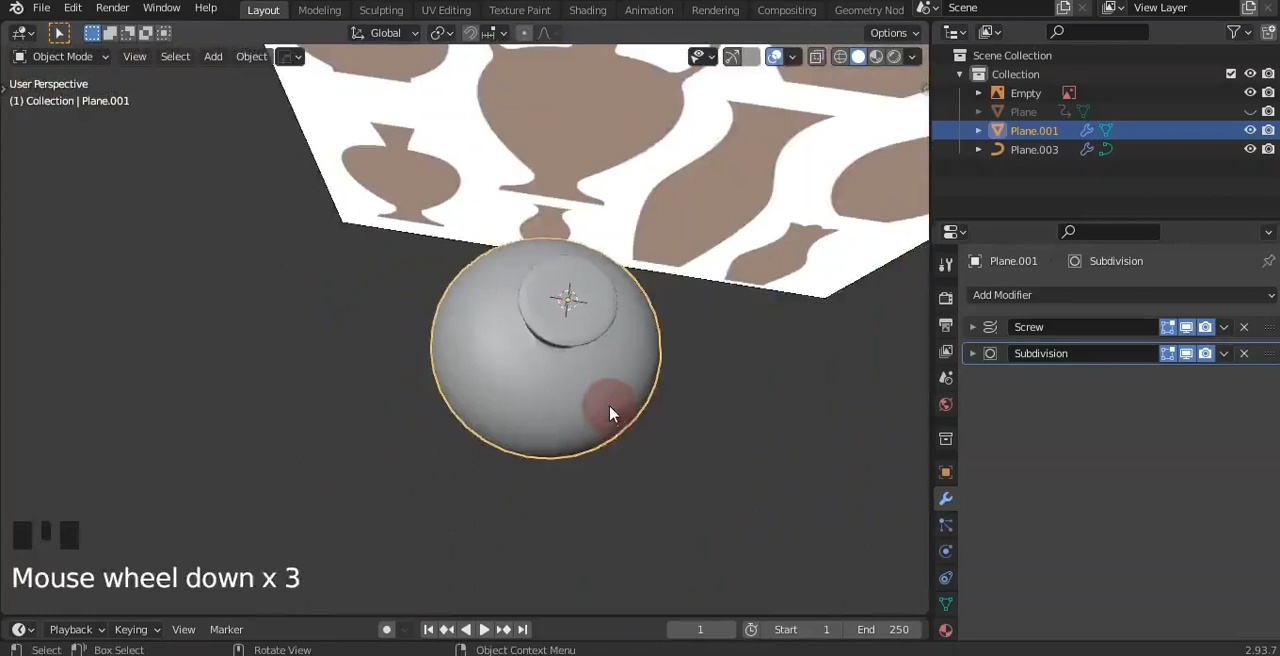 File Edit Render Window Help Layout Modeling Sculpting UV Editing Texture Paint Shading Animation Rendering Compositing Geometry Nod Scene View Layer
Global Options
Object Mode View Select Add Object
User Perspective
(1) Collection | Plane.001
Scene Collection
Collection
Empty
Plane
Plane.001
Plane.003
Plane.001 Subdivision
Add Modifier
Screw
Subdivision
Mouse wheel down x 3
Playback Keying View Marker 1 Start 1 End 250
Select Box Select Rotate View Object Context Menu 2.93.7